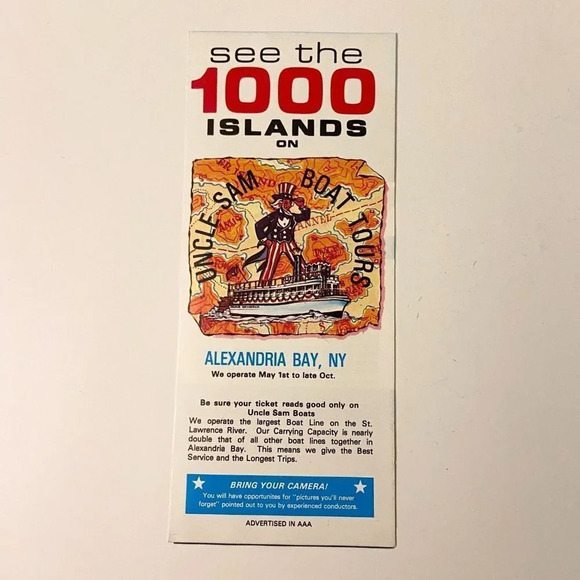 see the
1000
ISLANDS
ON
UNCLE SAM BOAT TOURS
ALEXANDRIA BAY, NY
We operate May 1st to late Oct.
Be sure your ticket reads good only on
Uncle Sam Boats
We operate the largest Boat Line on the St.
Lawrence River. Our Carrying Capacity is nearly
double that of all other boat lines together in
Alexandria Bay. This means we give the Best
Service and the Longest Trips.
BRING YOUR CAMERA!
You will have opportunites for "pictures you'll never
forget" pointed out to you by experienced conductors.
ADVERTISED IN AAA